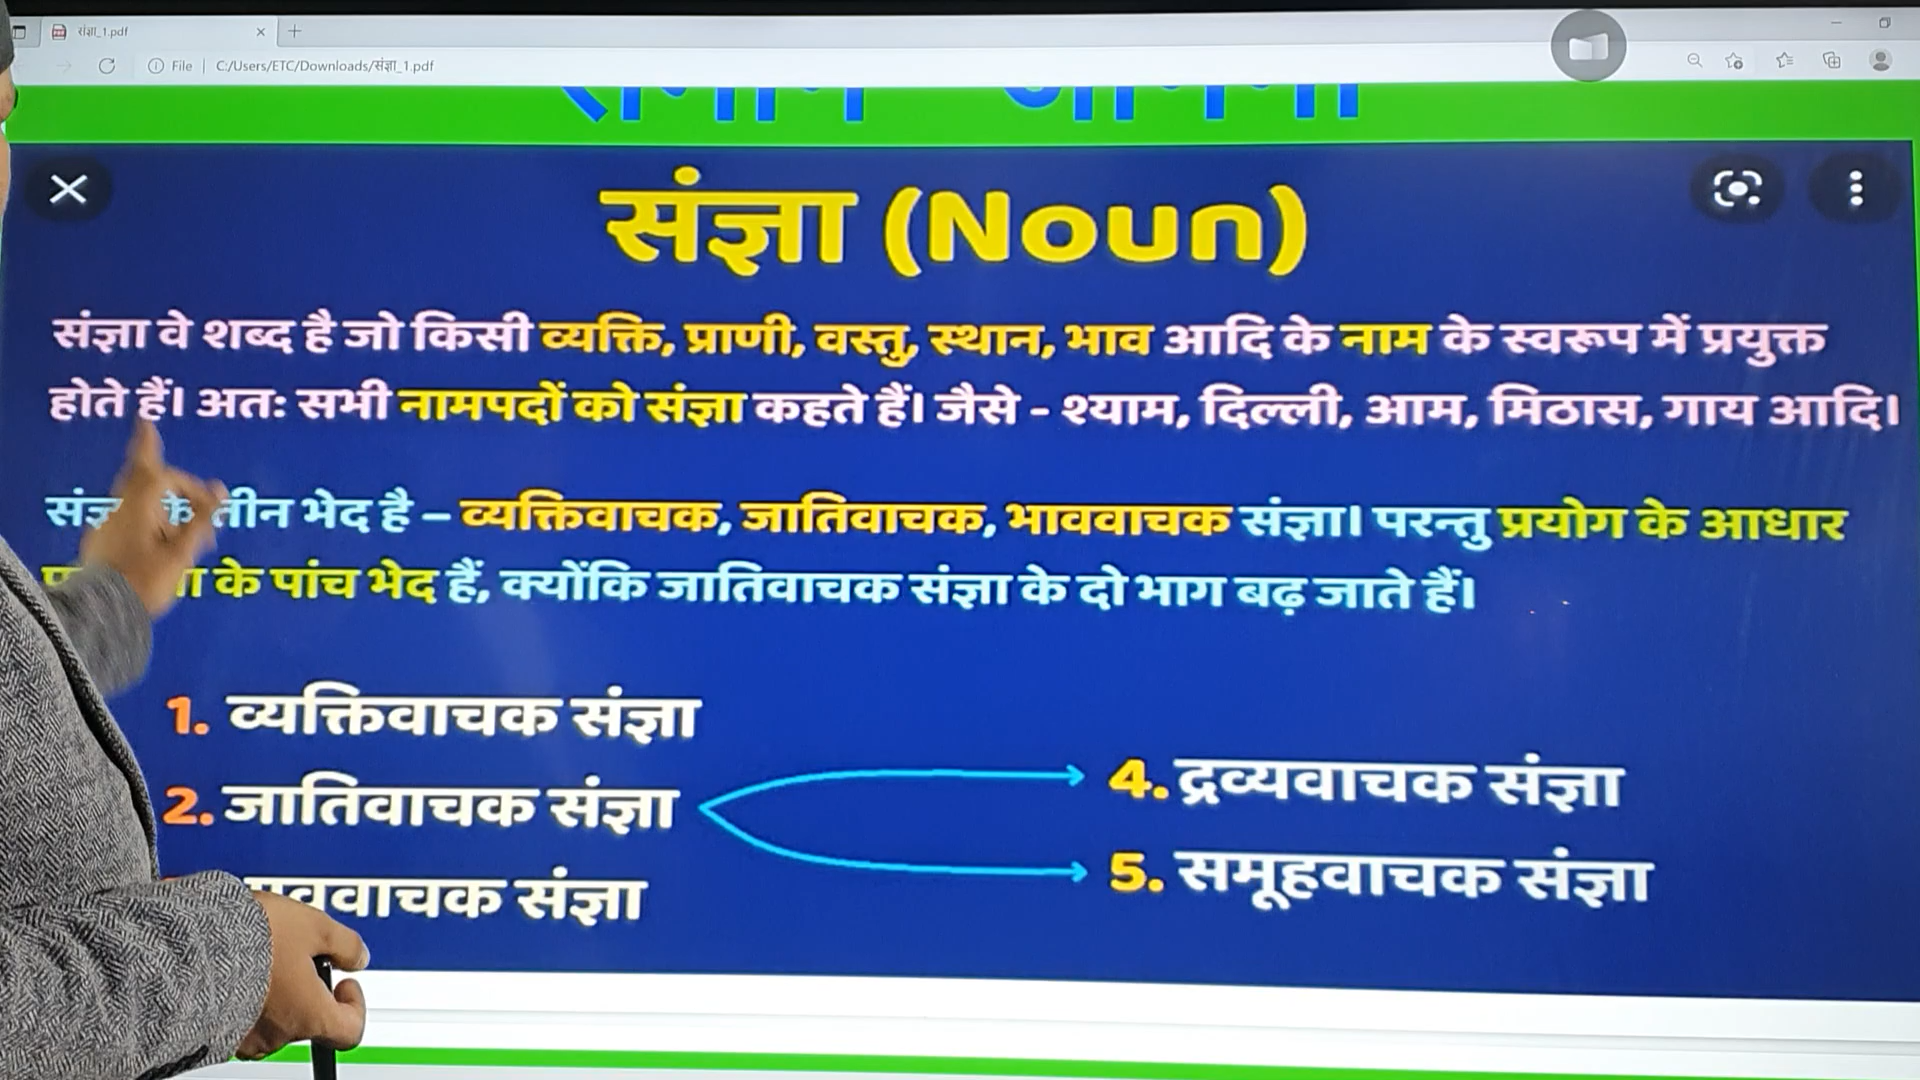 संज्ञा_1.pdf
File | C:/Users/ETC/Downloads/संज्ञा_1.pdf
संज्ञा (Noun)
संज्ञा वे शब्द है जो किसी व्यक्ति, प्राणी, वस्तु, स्थान, भाव आदि के नाम के स्वरूप में प्रयुक्त
होते हैं। अतः सभी नामपदों को संज्ञा कहते हैं। जैसे - श्याम, दिल्ली, आम, मिठास, गाय आदि।
के तीन भेद है – व्यक्तिवाचक, जातिवाचक, भाववाचक संज्ञा। परन्तु प्रयोग के आधार
के पांच भेद हैं, क्योंकि जातिवाचक संज्ञा के दो भाग बढ़ जाते हैं।
1. व्यक्तिवाचक संज्ञा
2. जातिवाचक संज्ञा
4. द्रव्यवाचक संज्ञा
5. समूहवाचक संज्ञा
भाववाचक संज्ञा